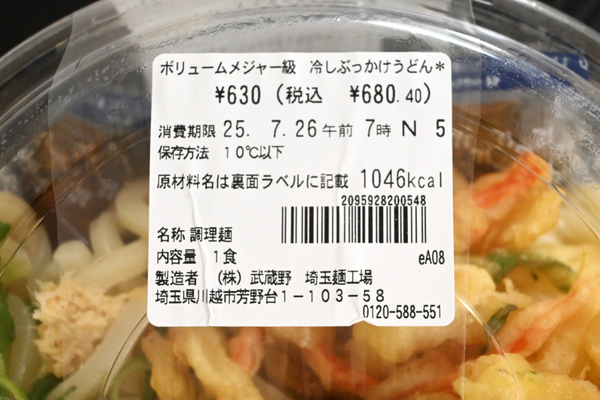 ボリュームメジャー級 冷しぶっかけうどん*
¥630 (税込 ¥680.40)
消費期限 25. 7.26 午前 7時 N 5
保存方法 10℃以下
原材料名は裏面ラベルに記載 1046kcal
2095928200548
名称 調理麺
内容量 1食 eA08
製造者 (株) 武蔵野 埼玉麺工場
埼玉県川越市芳野台1-103-58
0120-588-551